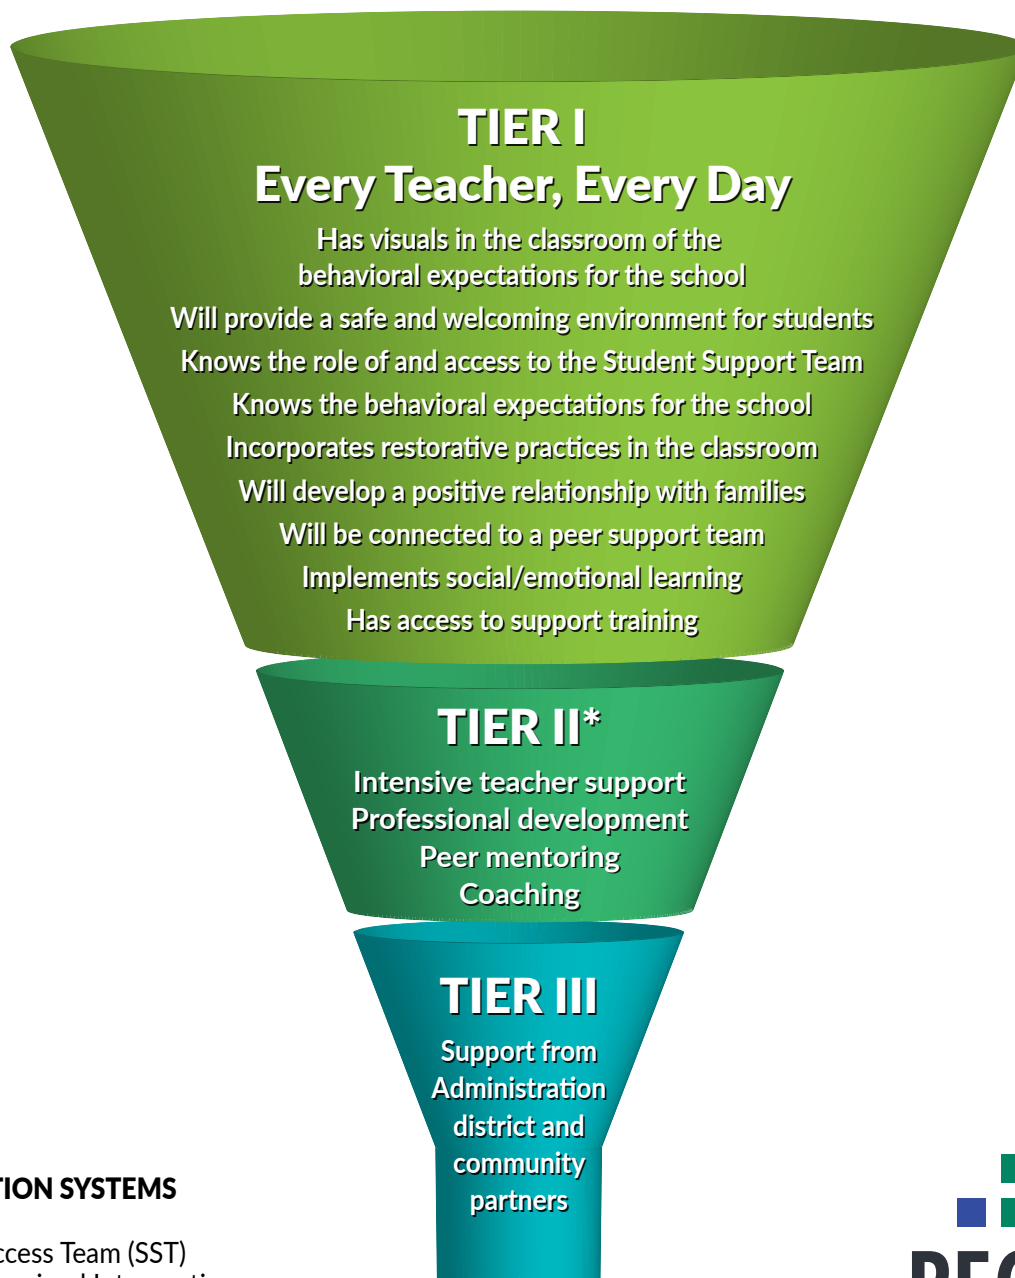 TIER I
Every Teacher, Every Day
Has visuals in the classroom of the
behavioral expectations for the school
Will provide a safe and welcoming environment for students
Knows the role of and access to the Student Support Team
Knows the behavioral expectations for the school
Incorporates restorative practices in the classroom
Will develop a positive relationship with families
Will be connected to a peer support team
Implements social/emotional learning
Has access to support training
TIER II*
Intensive teacher support
Professional development
Peer mentoring
Coaching
TIER III
Support from
Administration
district and
community
partners
SYSTEMS
Team (SST)